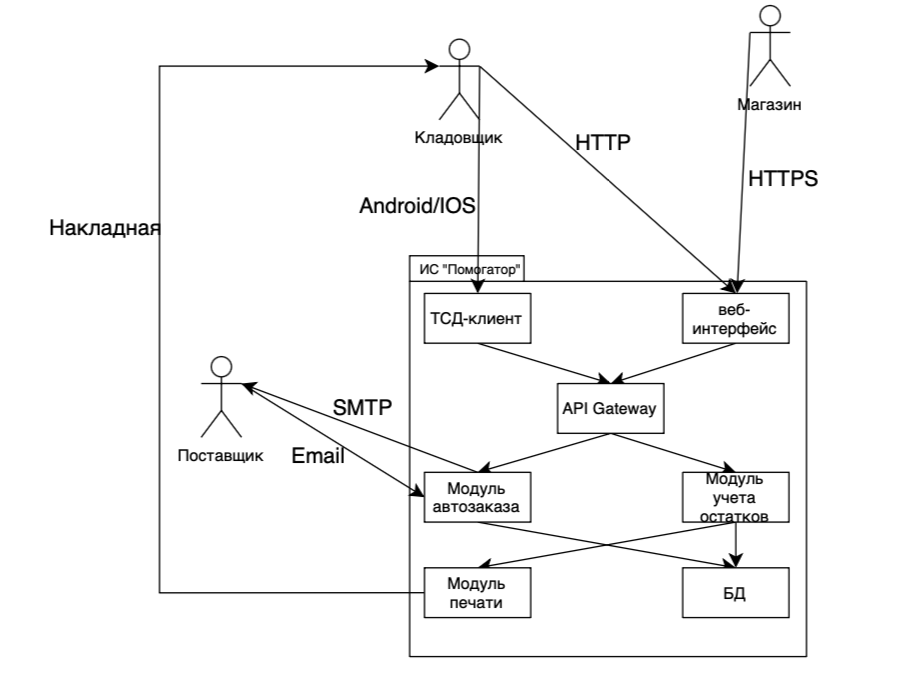 Кладовщик
Магазин
HTTP
HTTPS
Android/IOS
Накладная
ИС "Помогатор"
ТСД-клиент
веб-
интерфейс
API Gateway
SMTP
Поставщик
Email
Модуль
автозаказа
Модуль
учета
остатков
Модуль
печати
БД